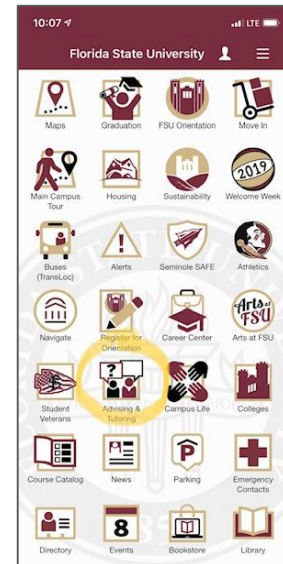 10:07
LTE
Florida State University
Maps
Graduation
FSU Orientation
Move In
2019
Main Campus
Tour
Housing
Sustainability
Welcome Week
Buses
(TransLoc)
Alerts
Seminole SAFE
Athletics
Arts at
FSU
Navigate
Register for
Orientation
Career Center
Arts at FSU
?
Student
Veterans
Advising &
Tutoring
Campus Life
Colleges
Course Catalog
News
P
Parking
Emergency
Contacts
8
Directory
Events
Bookstore
Library